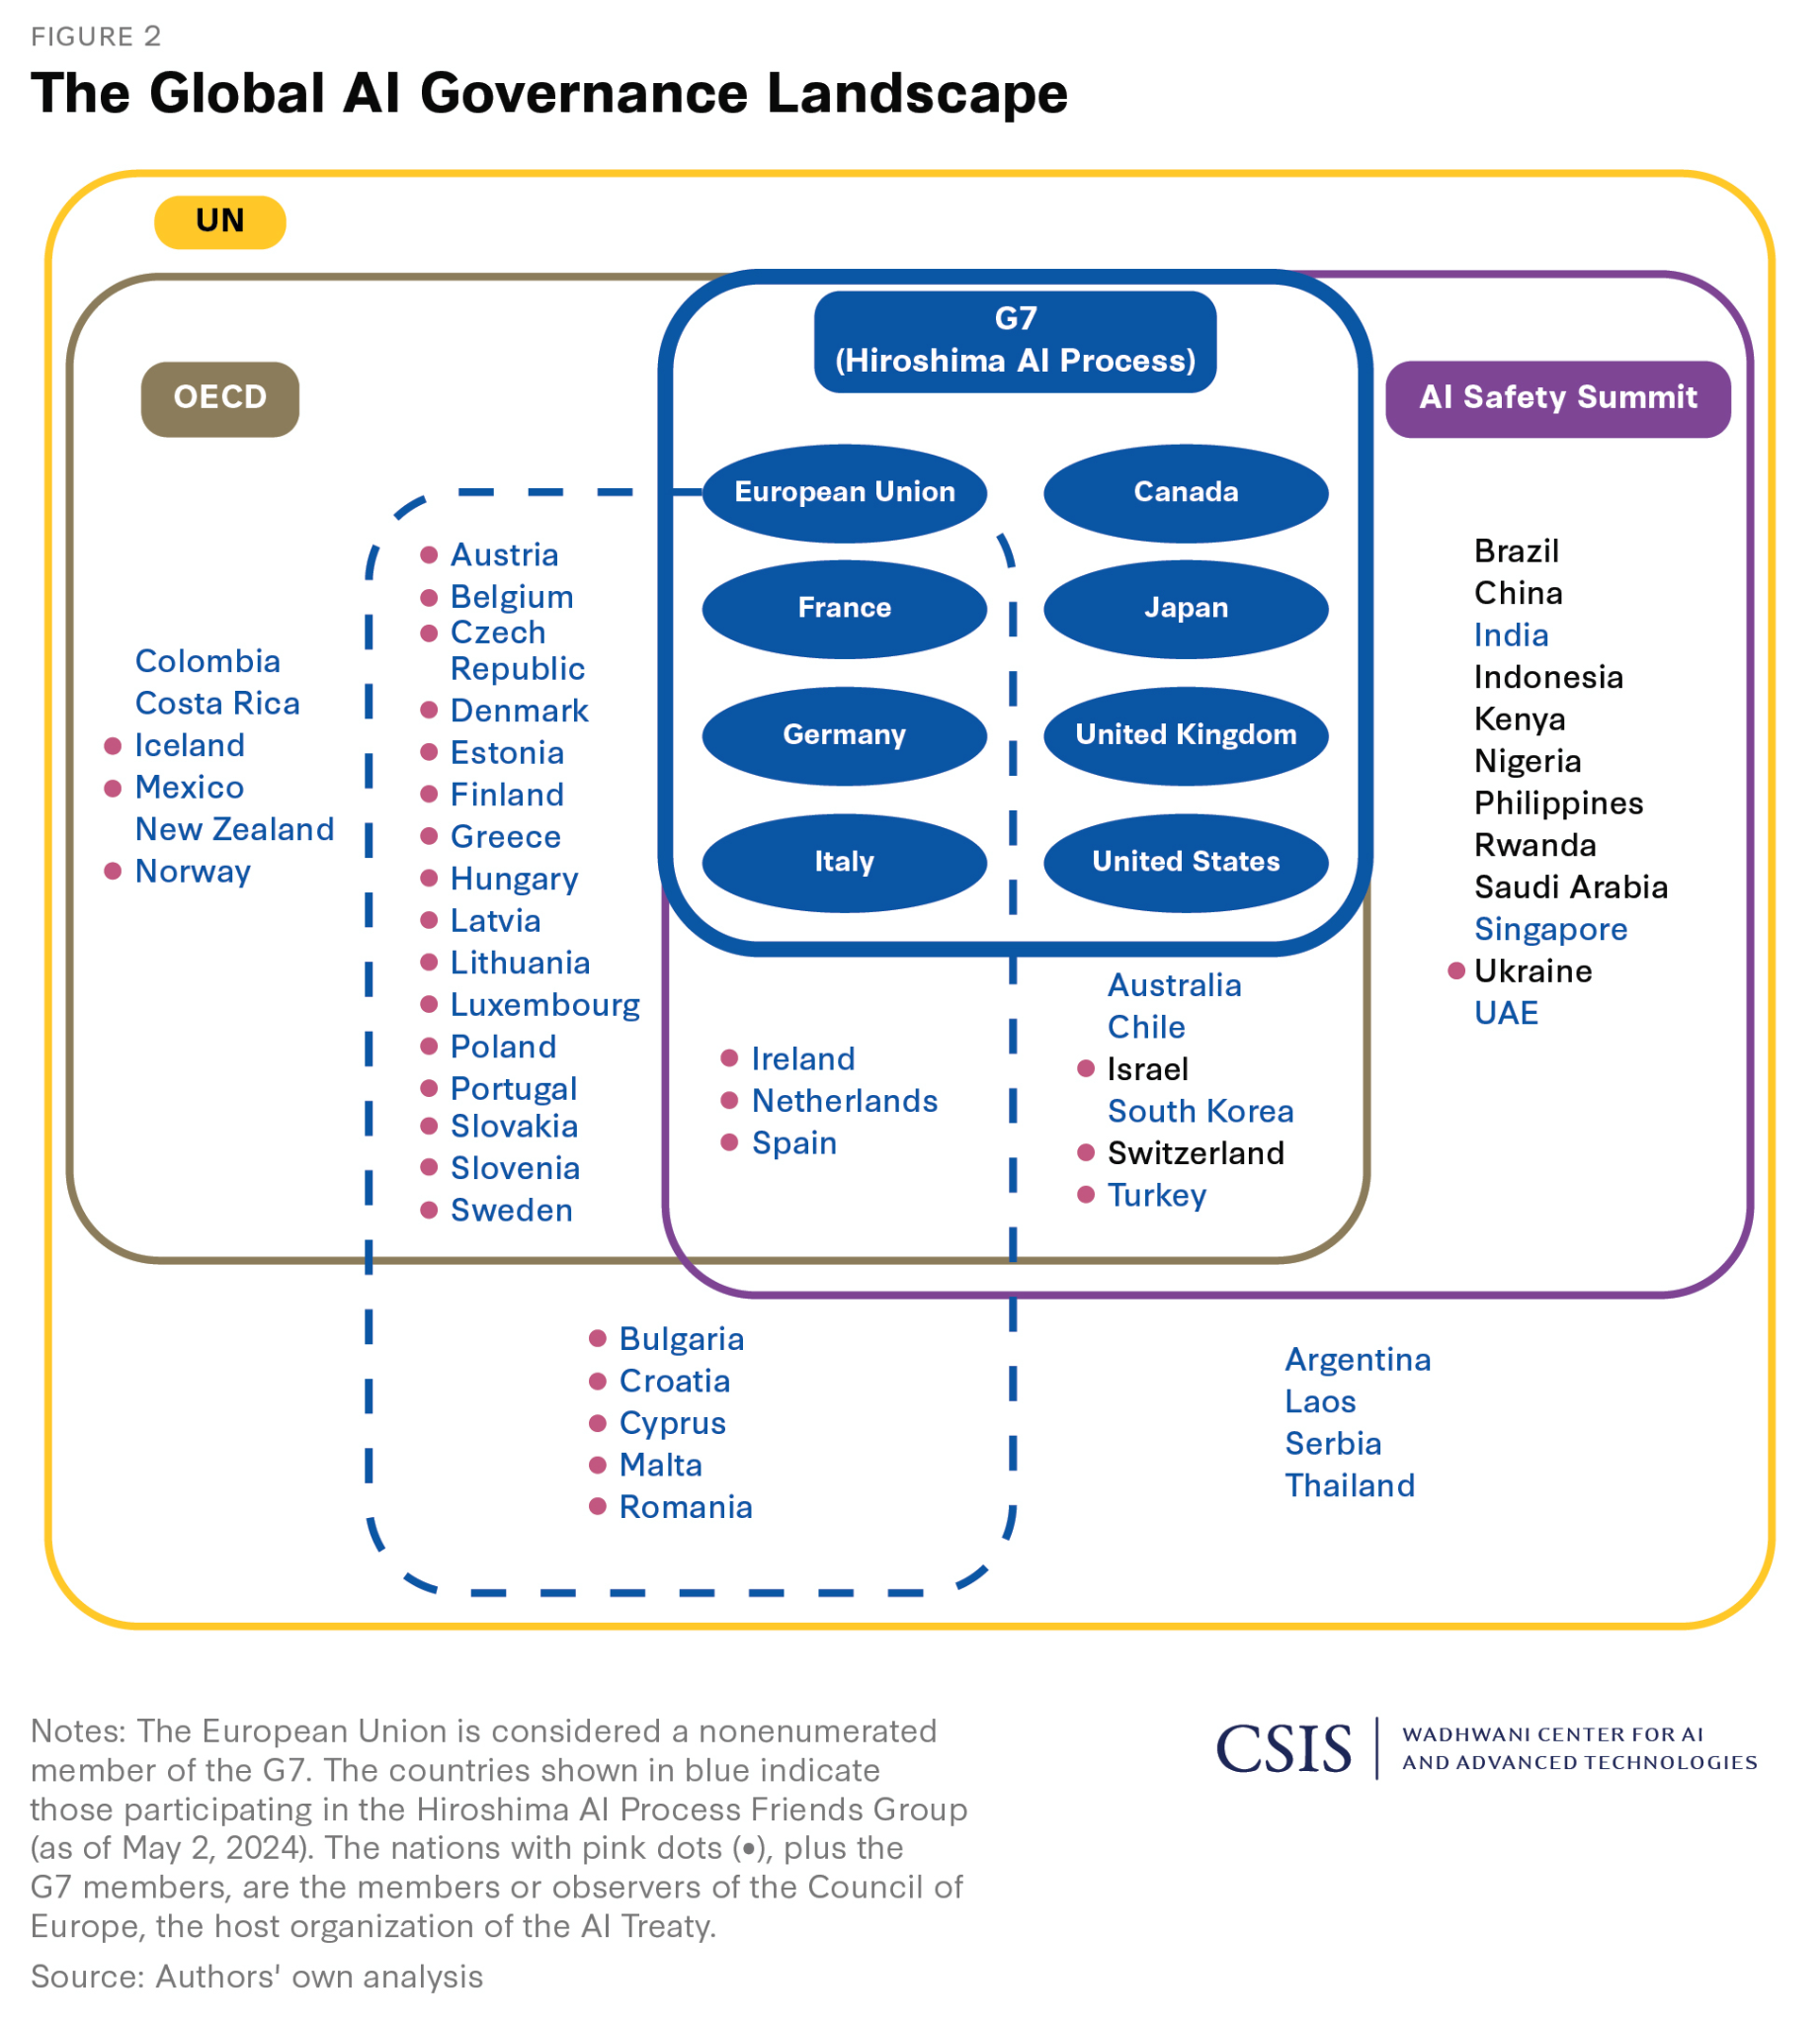 FIGURE 2
The Global AI Governance Landscape
UN
OECD
G7
(Hiroshima AI Process)
AI Safety Summit
Colombia
Costa Rica
• Iceland
• Mexico
New Zealand
• Norway
• Austria
• Belgium
• Czech
Republic
• Denmark
• Estonia
• Finland
• Greece
• Hungary
• Latvia
• Lithuania
• Luxembourg
• Poland
• Portugal
• Slovakia
• Slovenia
• Sweden
European Union
France
Germany
Italy
Canada
Japan
United Kingdom
United States
• Ireland
• Netherlands
• Spain
Australia
Chile
• Israel
South Korea
• Switzerland
• Turkey
Brazil
China
India
Indonesia
Kenya
Nigeria
Philippines
Rwanda
Saudi Arabia
Singapore
• Ukraine
UAE
• Bulgaria
• Croatia
• Cyprus
• Malta
• Romania
Argentina
Laos
Serbia
Thailand
Notes: The European Union is considered a nonenumerated
member of the G7. The countries shown in blue indicate
those participating in the Hiroshima AI Process Friends Group
(as of May 2, 2024). The nations with pink dots (•), plus the
G7 members, are the members or observers of the Council of
Europe, the host organization of the AI Treaty.
Source: Authors' own analysis
CSIS
WADHWANI CENTER FOR AI
AND ADVANCED TECHNOLOGIES